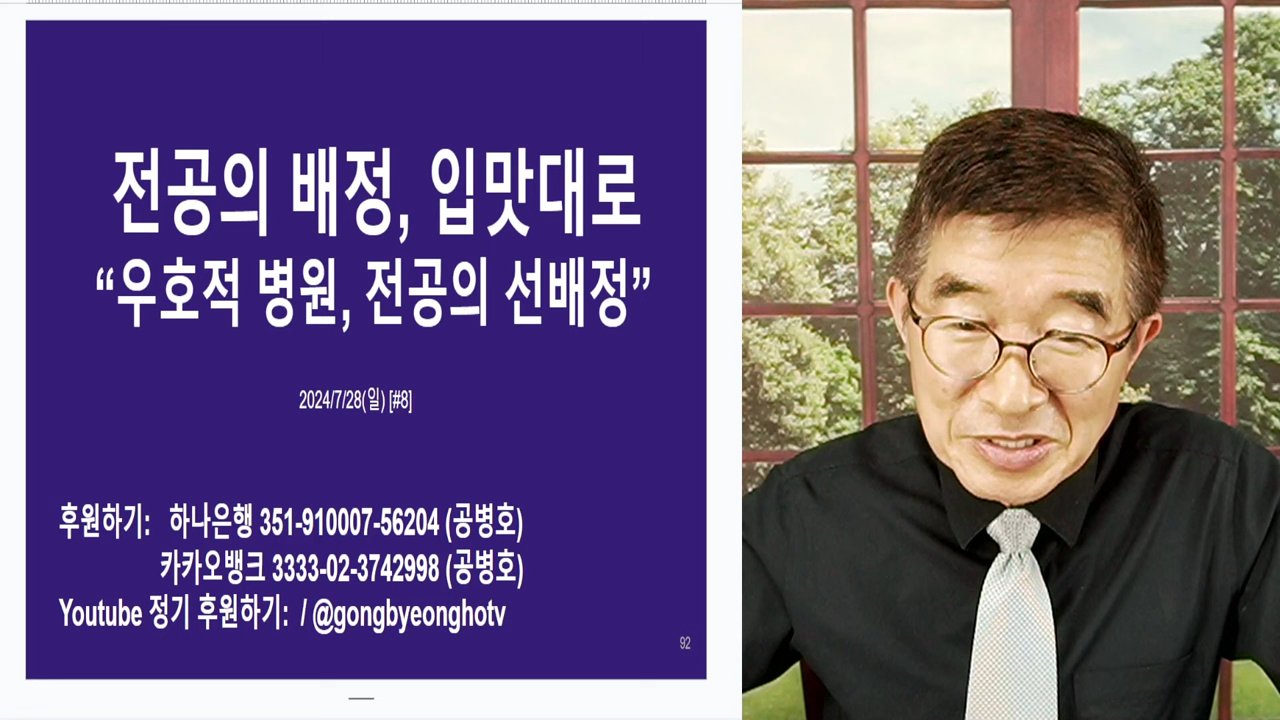 전공의 배정, 입맛대로
“우호적 병원, 전공의 선배정”
2024/7/28(일) [#8]
후원하기: 하나은행 351-910007-56204 (공병호)
카카오뱅크 3333-02-3742998 (공병호)
Youtube 정기 후원하기: / @gongbyeonghotv
92